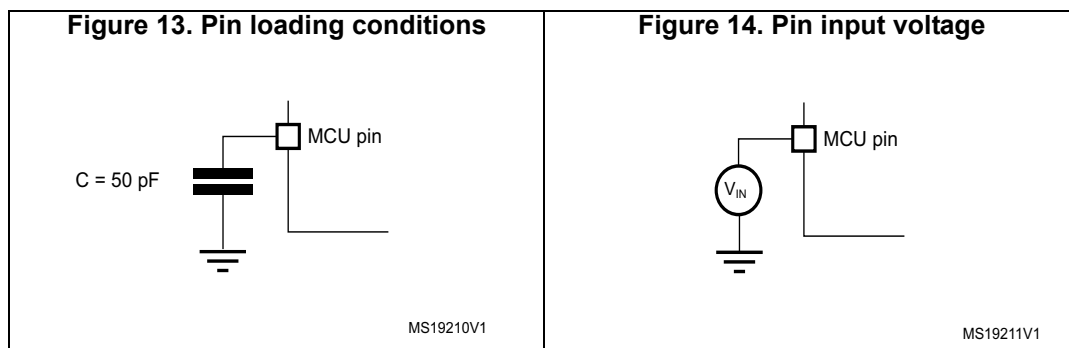 Figure 13. Pin loading conditions
MCU pin
C = 50 pF
MS19210V1
Figure 14. Pin input voltage
MCU pin
VIN
MS19211V1